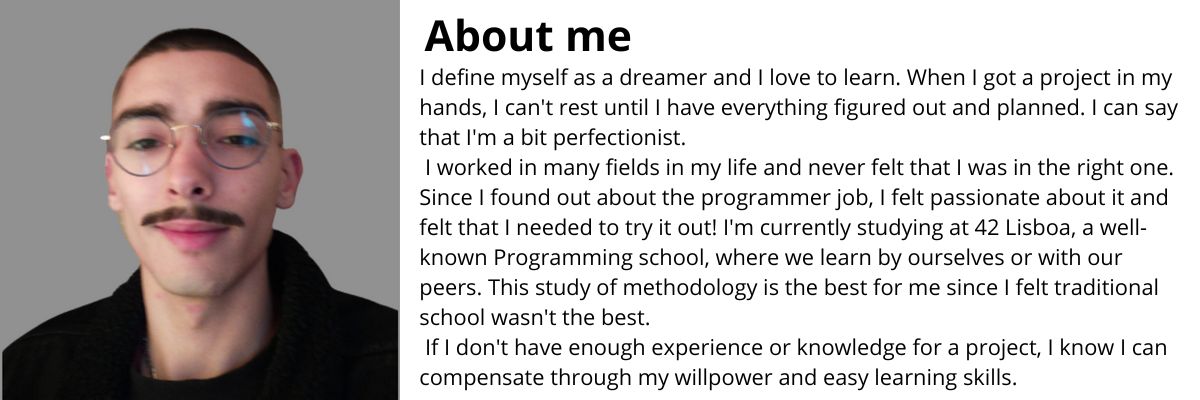 About me
I define myself as a dreamer and I love to learn. When I got a project in my
hands, I can't rest until I have everything figured out and planned. I can say
that I'm a bit perfectionist.
I worked in many fields in my life and never felt that I was in the right one.
Since I found out about the programmer job, I felt passionate about it and
felt that I needed to try it out! I'm currently studying at 42 Lisboa, a well-
known Programming school, where we learn by ourselves or with our
peers. This study of methodology is the best for me since I felt traditional
school wasn't the best.
If I don't have enough experience or knowledge for a project, I know I can
compensate through my willpower and easy learning skills.